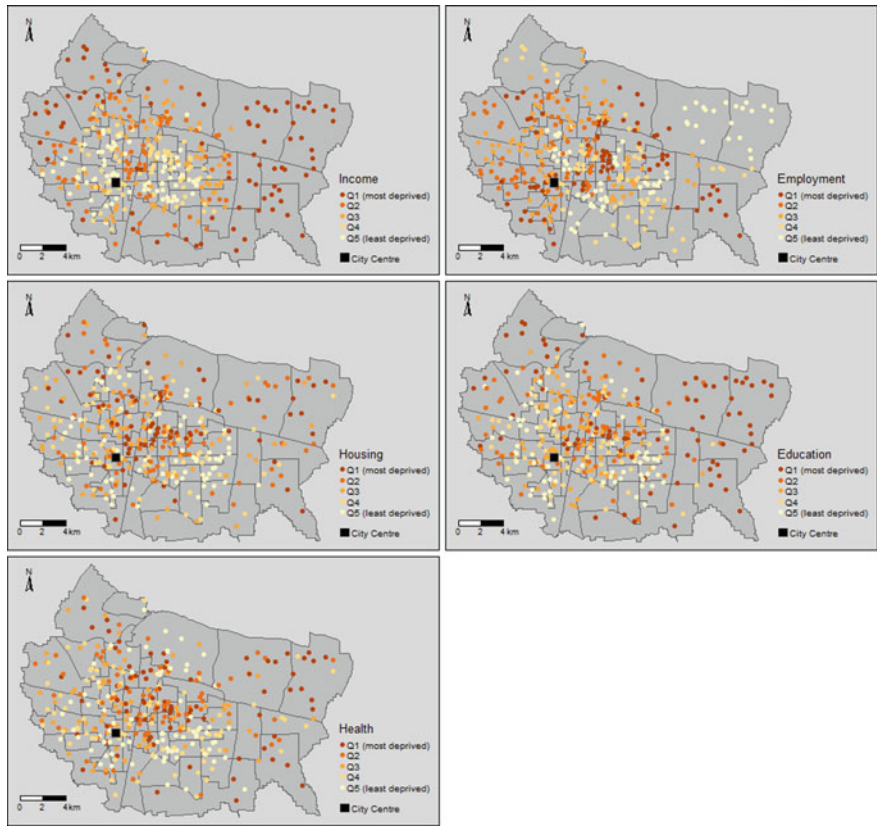 N
Income
Q1 (most deprived)
Q2
Q3
Q4
Q5 (least deprived)
City Centre
0 2 4 km
N
Employment
Q1 (most deprived)
Q2
Q3
Q4
Q5 (least deprived)
City Centre
0 2 4 km
N
Housing
Q1 (most deprived)
Q2
Q3
Q4
Q5 (least deprived)
City Centre
0 2 4 km
N
Education
Q1 (most deprived)
Q2
Q3
Q4
Q5 (least deprived)
City Centre
0 2 4 km
N
Health
Q1 (most deprived)
Q2
Q3
Q4
Q5 (least deprived)
City Centre
0 2 4 km